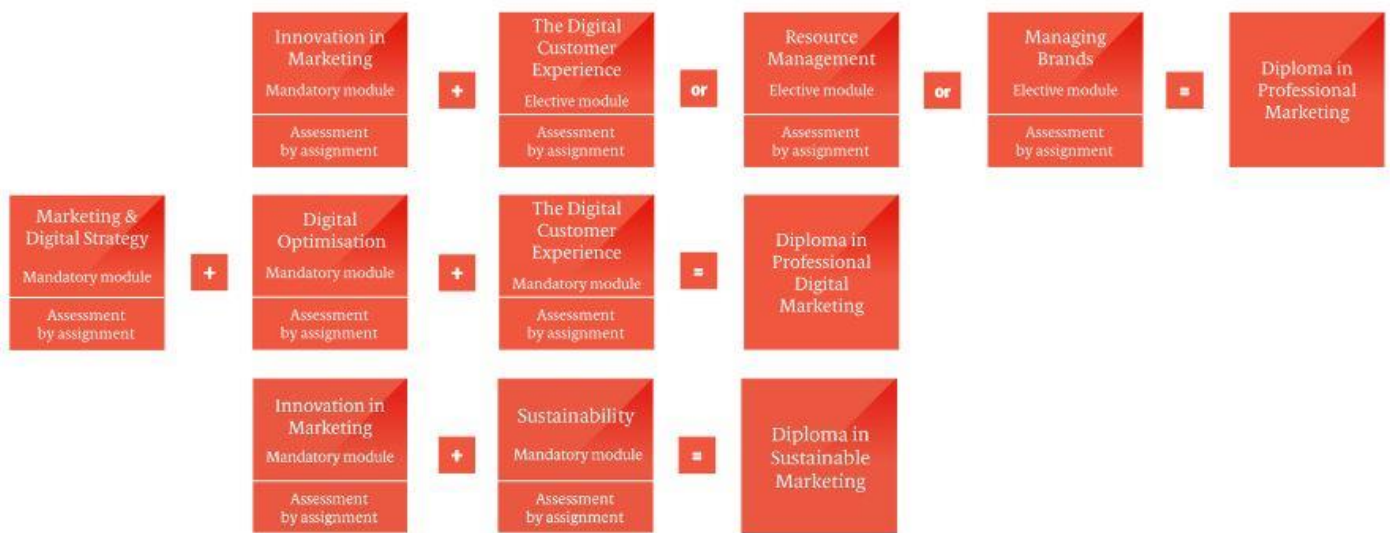 Innovation in
Marketing
Mandatory module
Assessment
by assignment
+
The Digital
Customer
Experience
Elective module
Assessment
by assignment
or
Resource
Management
Elective module
Assessment
by assignment
or
Managing
Brands
Elective module
Assessment
by assignment
=
Diploma in
Professional
Marketing
Marketing &
Digital Strategy
Mandatory module
Assessment
by assignment
+
Digital
Optimisation
Mandatory module
Assessment
by assignment
+
The Digital
Customer
Experience
Mandatory module
Assessment
by assignment
=
Diploma in
Professional
Digital
Marketing
Innovation in
Marketing
Mandatory module
Assessment
by assignment
+
Sustainability
Mandatory module
Assessment
by assignment
=
Diploma in
Sustainable
Marketing